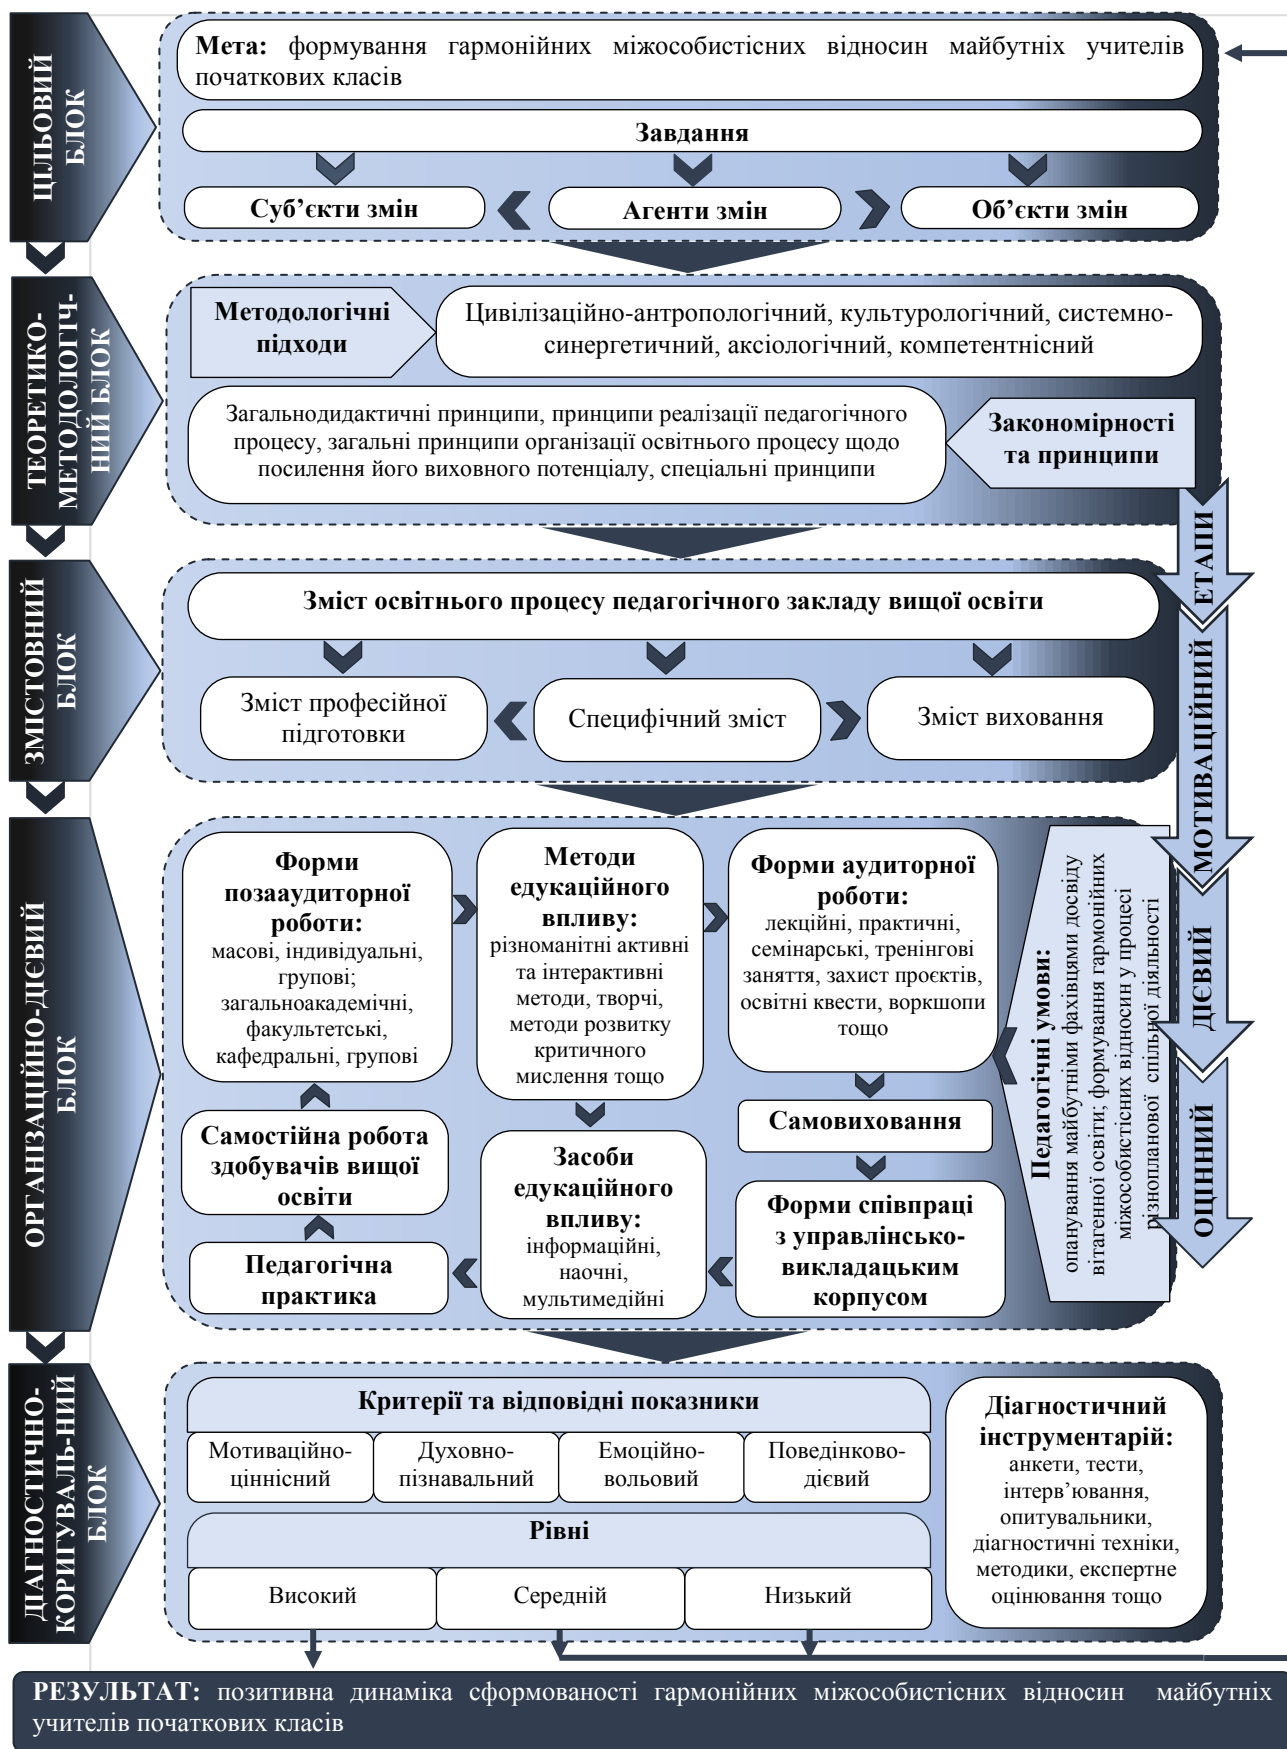 ЦІЛЬОВИЙ
БЛОК
Мета: формування гармонійних міжособистісних відносин майбутніх учителів
початкових класів
Завдання
Суб’єкти змін
Агенти змін
Об’єкти змін
ТЕОРЕТИКО-
МЕТОДОЛОГІЧ-
НИЙ БЛОК
Методологічні
підходи
Цивілізаційно-антропологічний, культурологічний, системно-
синергетичний, аксіологічний, компетентнісний
Загальнодидактичні принципи, принципи реалізації педагогічного
процесу, загальні принципи організації освітнього процесу щодо
посилення його виховного потенціалу, спеціальні принципи
Закономірності
та принципи
ЕТАПИ
МОТИВАЦІЙНИЙ
ДІЄВИЙ
ОЦІННИЙ
ЗМІСТОВНИЙ
БЛОК
Зміст освітнього процесу педагогічного закладу вищої освіти
Зміст професійної
підготовки
Специфічний зміст
Зміст виховання
ОРГАНІЗАЦІЙНО-ДІЄВИЙ
БЛОК
Форми
позааудиторної
роботи:
масові, індивідуальні,
групові;
загальноакадемічні,
факультетські,
кафедральні, групові
Методи
едукаційного
впливу:
різноманітні активні
та інтерактивні
методи, творчі,
методи розвитку
критичного
мислення тощо
Форми аудиторної
роботи:
лекційні, практичні,
семінарські, тренінгові
заняття, захист проєктів,
освітні квести, воркшопи
тощо
Педагогічні умови:
опанування майбутніми фахівцями досвіду
вітагенної освіти; формування гармонійних
міжособистісних відносин у процесі
різнопланової спільної діяльності
Самостійна робота
здобувачів вищої
освіти
Педагогічна
практика
Засоби
едукаційного
впливу:
інформаційні,
наочні,
мультимедійні
Самовиховання
Форми співпраці
з управлінсько-
викладацьким
корпусом
ДІАГНОСТИЧНО-
КОРИГУВАЛЬ-НИЙ
БЛОК
Критерії та відповідні показники
Мотиваційно-
ціннісний
Духовно-
пізнавальний
Емоційно-
вольовий
Поведінково-
дієвий
Рівні
Високий
Середній
Низький
Діагностичний
інструментарій:
анкети, тести,
інтерв’ювання,
опитувальники,
діагностичні техніки,
методики, експертне
оцінювання тощо
РЕЗУЛЬТАТ: позитивна динаміка сформованості гармонійних міжособистісних відносин майбутніх
учителів початкових класів